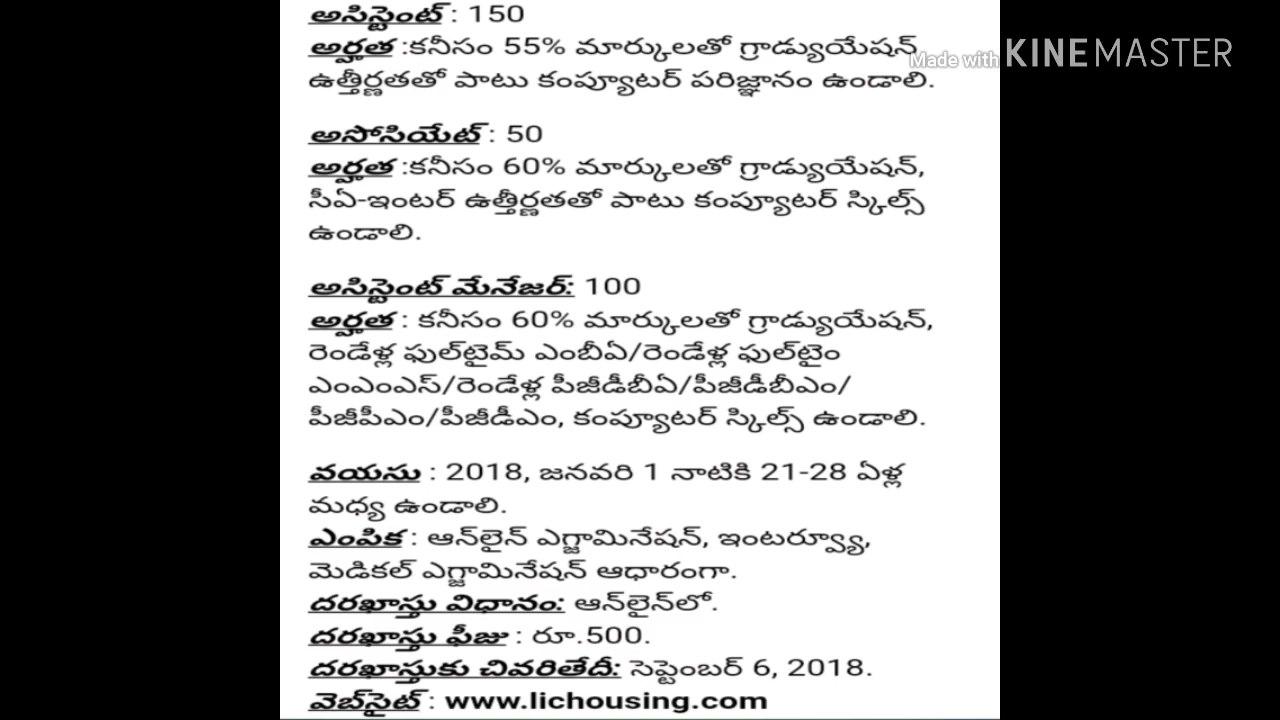 అసిస్టెంట్ : 150
అర్హత :కనీసం 55% మార్కులతో గ్రాడ్యుయేషన్
Made with KINEMASTER
ఉత్తీర్ణతతో పాటు కంప్యూటర్ పరిజ్ఞానం ఉండాలి.
అసోసియేట్ : 50
అర్హత :కనీసం 60% మార్కులతో గ్రాడ్యుయేషన్,
సీఏ-ఇంటర్ ఉత్తీర్ణతతో పాటు కంప్యూటర్ స్కిల్స్
ఉండాలి.
అసిస్టెంట్ మేనేజర్: 100
అర్హత : కనీసం 60% మార్కులతో గ్రాడ్యుయేషన్,
రెండేళ్ల ఫుల్‌టైమ్ ఎంబీఏ/రెండేళ్ల ఫుల్‌టైం
ఎంఎంఎస్/రెండేళ్ల పీజీడీబీఏ/పీజీడీబీఎం/
పీజీపీఎం/పీజీడీఎం, కంప్యూటర్ స్కిల్స్ ఉండాలి.
వయసు : 2018, జనవరి 1 నాటికి 21-28 ఏళ్ల
మధ్య ఉండాలి.
ఎంపిక : ఆన్‌లైన్ ఎగ్జామినేషన్, ఇంటర్వ్యూ,
మెడికల్ ఎగ్జామినేషన్ ఆధారంగా.
దరఖాస్తు విధానం: ఆన్‌లైన్‌లో.
దరఖాస్తు ఫీజు : రూ.500.
దరఖాస్తుకు చివరితేదీ: సెప్టెంబర్ 6, 2018.
వెబ్‌సైట్ : www.lichousing.com